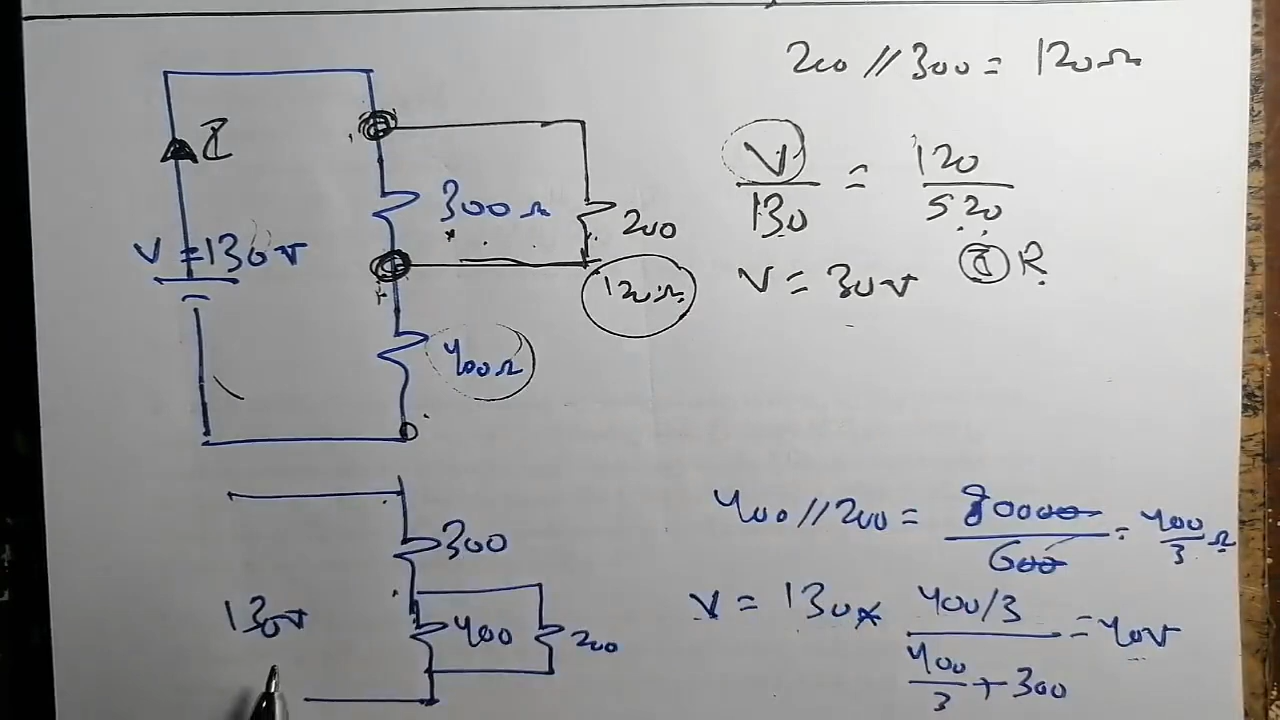 200 // 300 = 120Ω
I
V/130 = 120/520
300Ω
200
V = 130V
120Ω
I R
V = 30V
400Ω
400 // 200 = 80000/600 = 400/3 Ω
300
130V
400
200
V = 130 × (400/3)/(400/3 + 300) = 40V